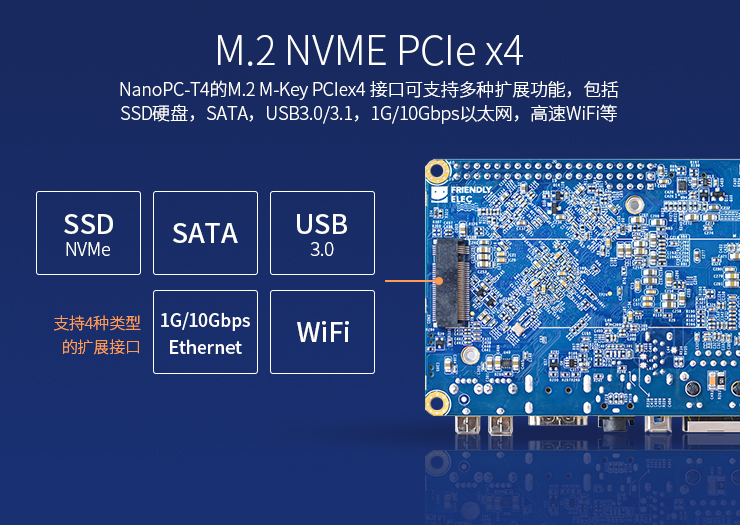 M.2 NVME PCIe x4
NanoPC-T4的M.2 M-Key PCIex4 接口可支持多种扩展功能，包括
SSD硬盘，SATA，USB3.0/3.1，1G/10Gbps以太网，高速WiFi等
FRIENDLY
ELEC
SSD
NVMe
SATA
USB
3.0
支持4种类型
的扩展接口
1G/10Gbps
Ethernet
WiFi